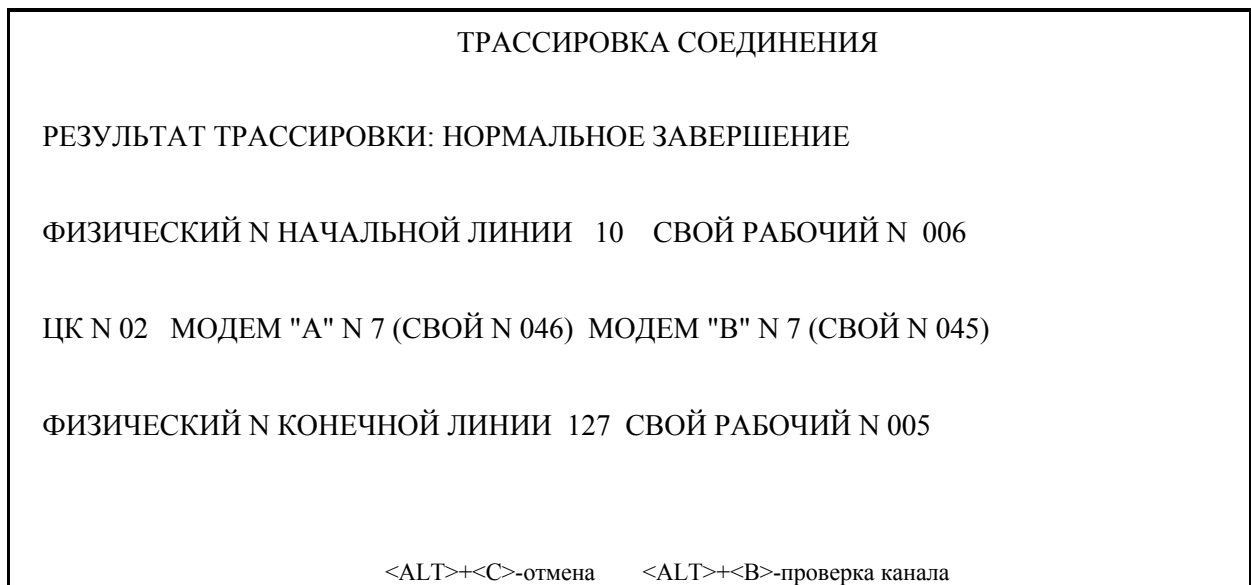 ТРАССИРОВКА СОЕДИНЕНИЯ
РЕЗУЛЬТАТ ТРАССИРОВКИ: НОРМАЛЬНОЕ ЗАВЕРШЕНИЕ
ФИЗИЧЕСКИЙ N НАЧАЛЬНОЙ ЛИНИИ 10 СВОЙ РАБОЧИЙ N 006
ЦК N 02 МОДЕМ "А" N 7 (СВОЙ N 046) МОДЕМ "В" N 7 (СВОЙ N 045)
ФИЗИЧЕСКИЙ N КОНЕЧНОЙ ЛИНИИ 127 СВОЙ РАБОЧИЙ N 005
<ALT>+<C>-отмена <ALT>+<B>-проверка канала